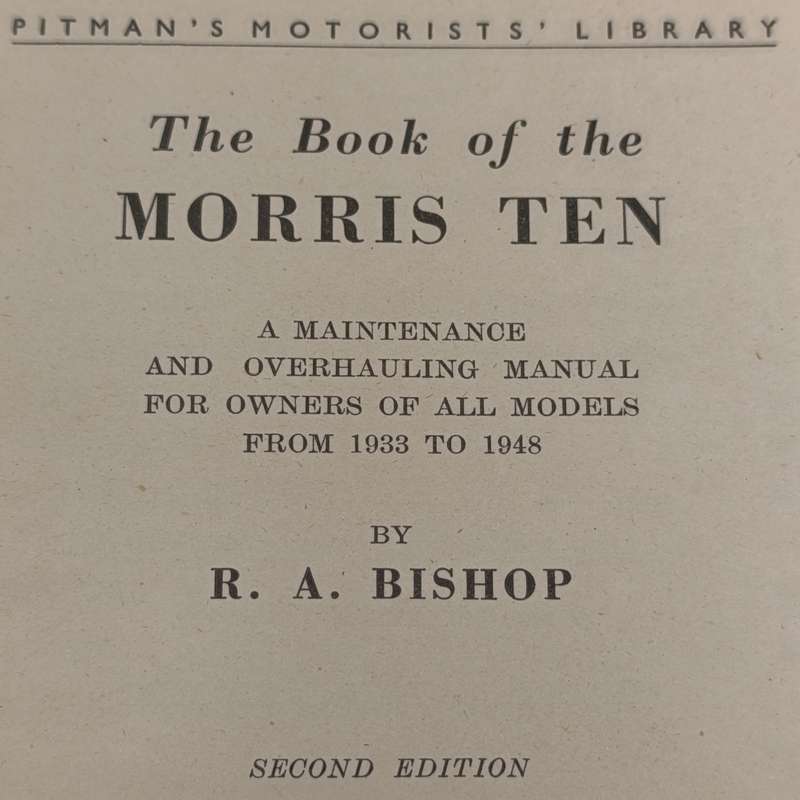 PITMAN'S MOTORISTS' LIBRARY
The Book of the
MORRIS TEN
A MAINTENANCE
AND OVERHAULING MANUAL
FOR OWNERS OF ALL MODELS
FROM 1933 TO 1948
BY
R. A. BISHOP
SECOND EDITION